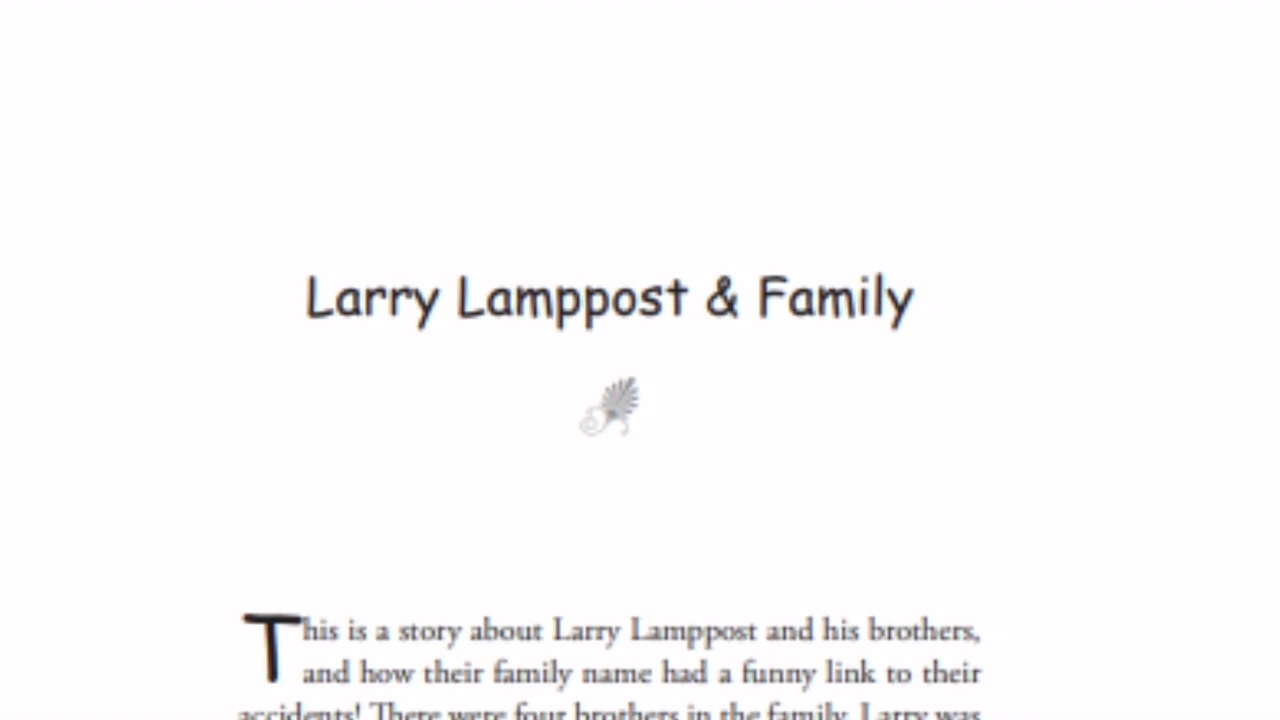 Larry Lamppost & Family
This is a story about Larry Lamppost and his brothers,
and how their family name had a funny link to their
accidents! There were four brothers in the family. Larry was